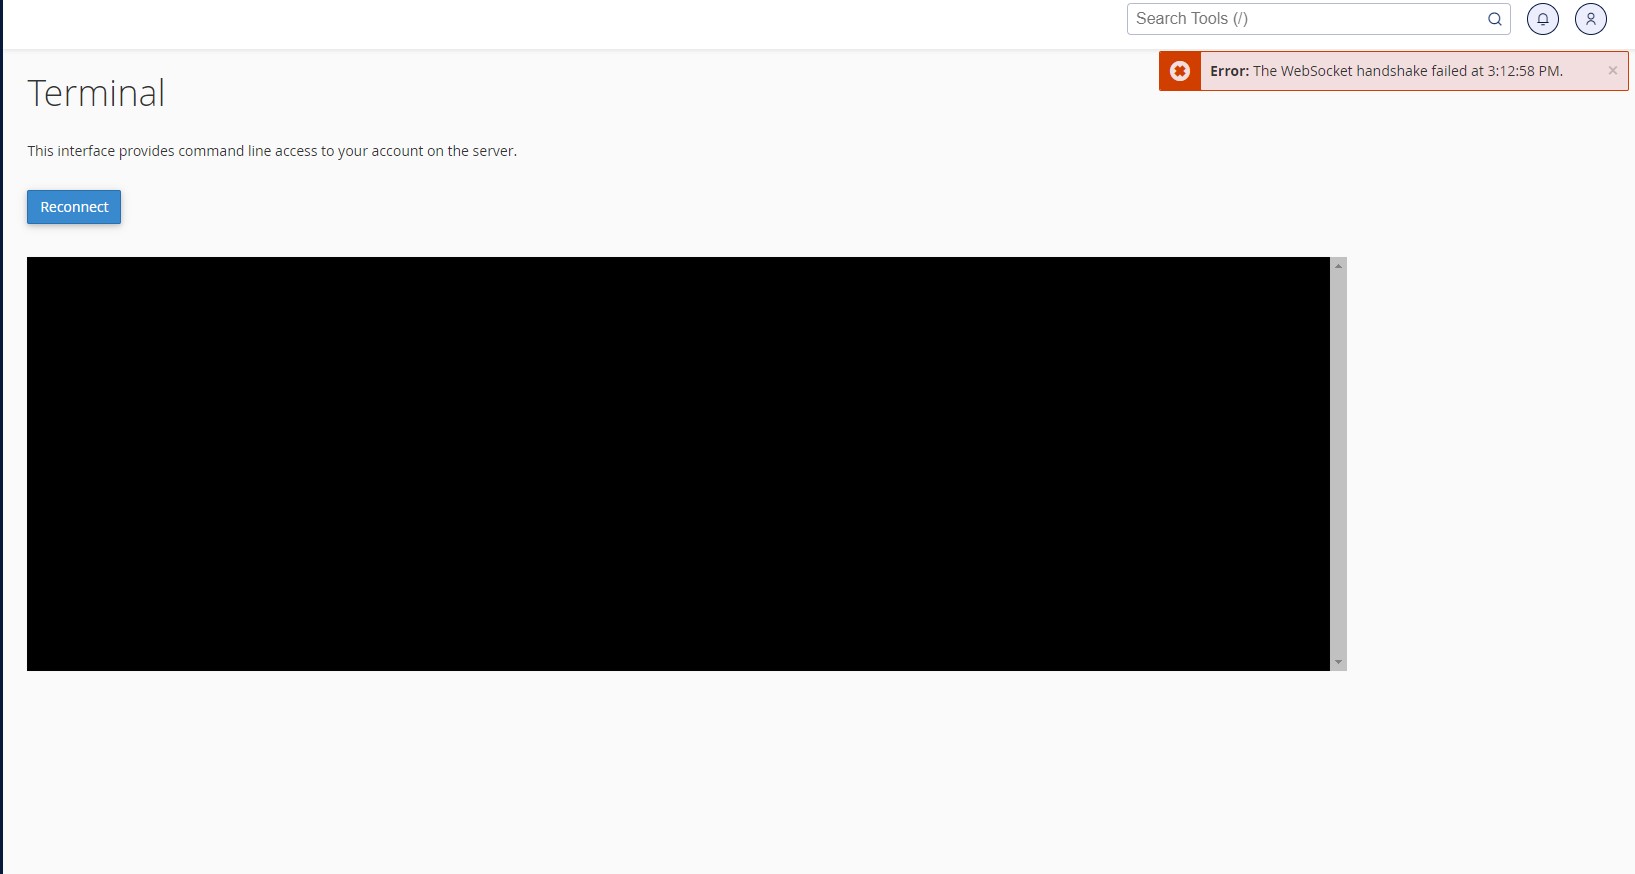 Search Tools (/)
Error: The WebSocket handshake failed at 3:12:58 PM. ×
Terminal
This interface provides command line access to your account on the server.
Reconnect